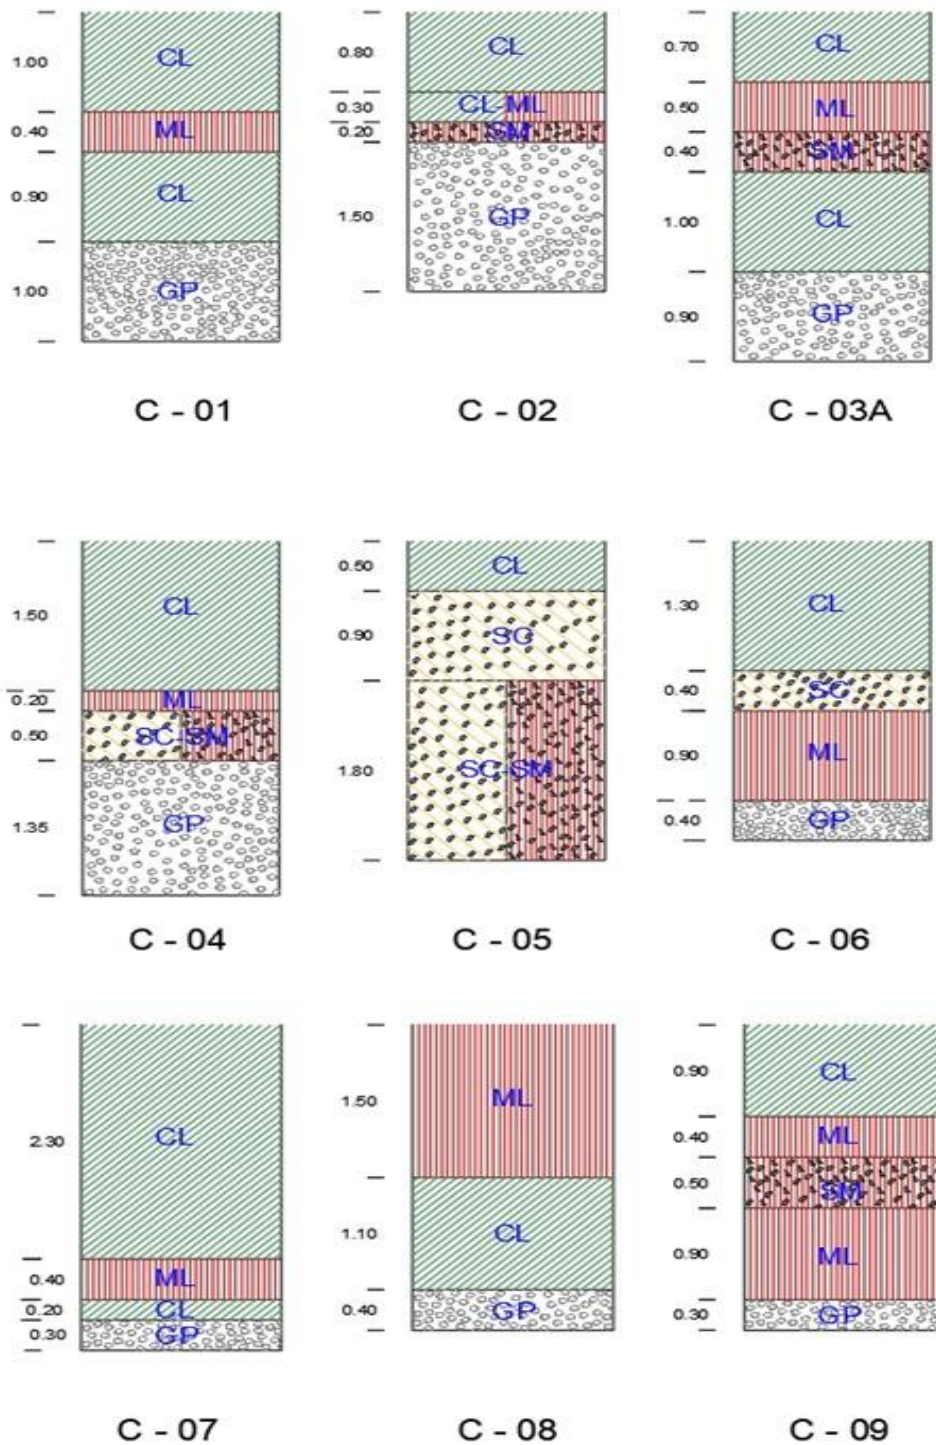 1.00 CL
0.40 ML
0.90 CL
1.00 GP
C - 01
0.80 CL
0.30 CL-ML
0.20 SM
1.50 GP
C - 02
0.70 CL
0.50 ML
0.40 SM
1.00 CL
0.90 GP
C - 03A
1.50 CL
0.20 ML
0.50 SC-SM
1.35 GP
C - 04
0.50 CL
0.90 SC
1.80 SC-SM
C - 05
1.30 CL
0.40 SC
0.90 ML
0.40 GP
C - 06
2.30 CL
0.40 ML
0.20 CL
0.30 GP
C - 07
1.50 ML
1.10 CL
0.40 GP
C - 08
0.90 CL
0.40 ML
0.50 SM
0.90 ML
0.30 GP
C - 09